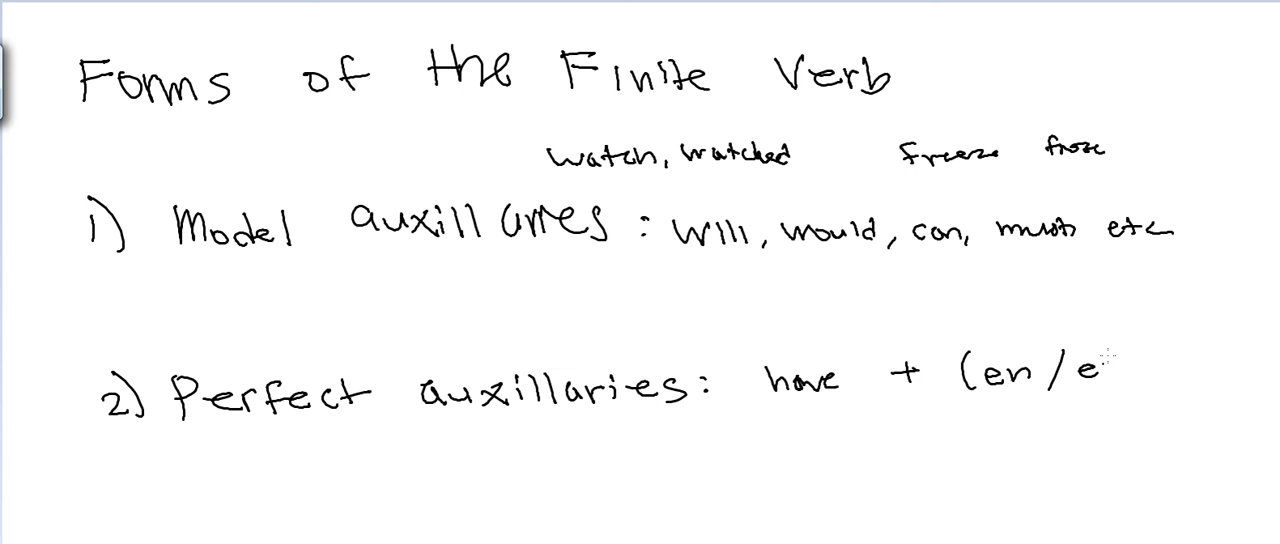 Forms of the Finite Verb
watch, watched freeze froze
1) Model auxillaries : will, would, can, must etc
2) Perfect auxillaries: have + (en/e